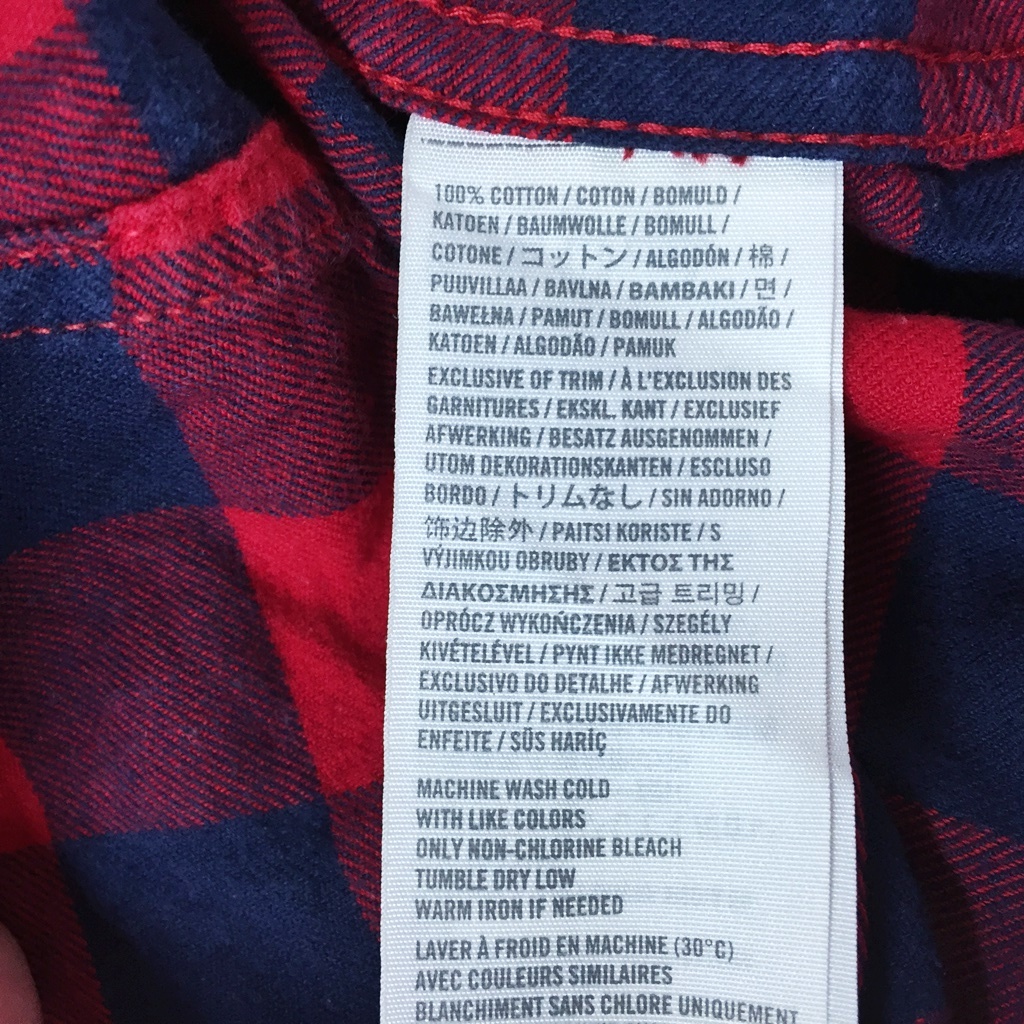 100% COTTON / COTON / BOMULD /
KATOEN / BAUMWOLLE / BOMULL /
COTONE / コットン / ALGODÓN / 棉 /
PUUVILLAA / BAVLNA / BAMBAKI / 면 /
BAWEŁNA / PAMUT / BOMULL / ALGODÃO /
KATOEN / ALGODÃO / PAMUK
EXCLUSIVE OF TRIM / À L'EXCLUSION DES
GARNITURES / EKSKL. KANT / EXCLUSIEF
AFWERKING / BESATZ AUSGENOMMEN /
UTOM DEKORATIONSKANTEN / ESCLUSO
BORDO / トリムなし / SIN ADORNO /
饰边除外 / PAITSI KORISTE / S
VÝJIMKOU OBRUBY / ΕΚΤΟΣ ΤΗΣ
ΔΙΑΚΟΣΜΗΣΗΣ / 고급 트리밍 /
OPRÓCZ WYKOŃCZENIA / SZEGÉLY
KIVÉTELÉVEL / PYNT IKKE MEDREGNET /
EXCLUSIVO DO DETALHE / AFWERKING
UITGESLUIT / EXCLUSIVAMENTE DO
ENFEITE / SÜS HARİÇ
MACHINE WASH COLD
WITH LIKE COLORS
ONLY NON-CHLORINE BLEACH
TUMBLE DRY LOW
WARM IRON IF NEEDED
LAVER À FROID EN MACHINE (30°C)
AVEC COULEURS SIMILAIRES
BLANCHIMENT SANS CHLORE UNIQUEMENT